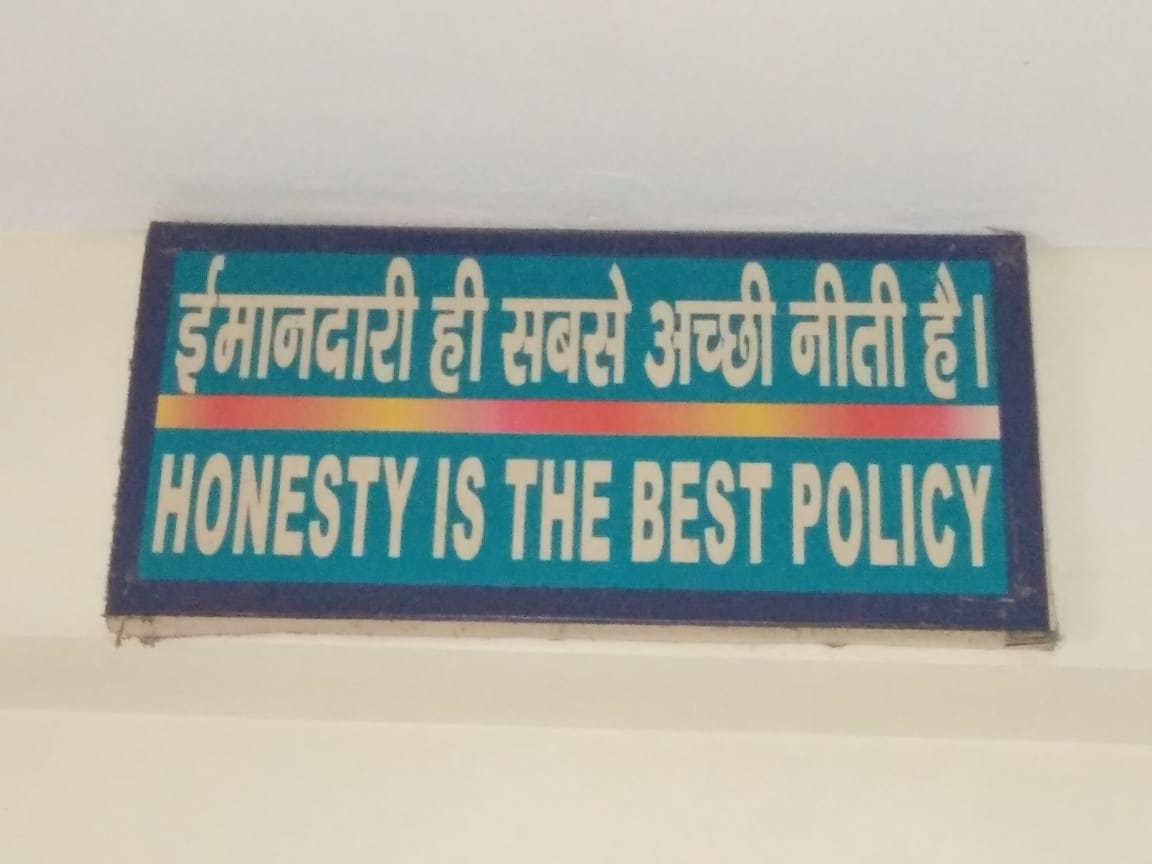 ईमानदारी ही सबसे अच्छी नीती है।
HONESTY IS THE BEST POLICY